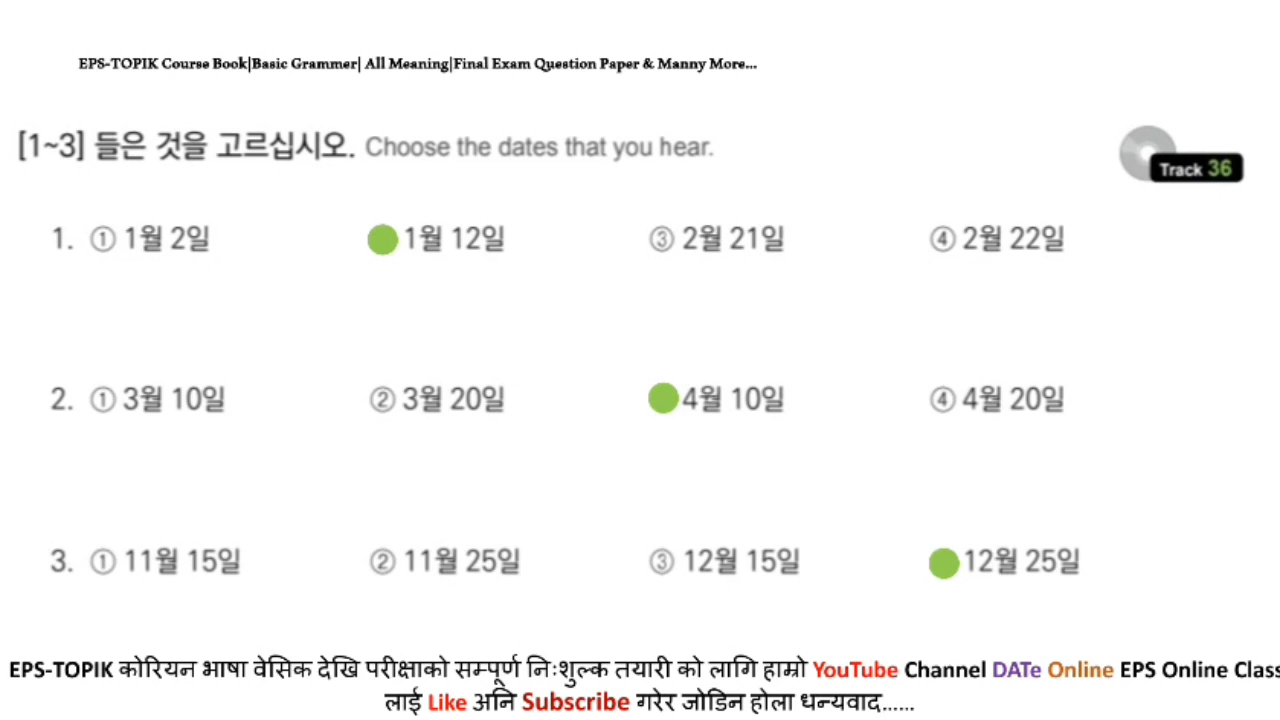 EPS-TOPIK Course Book|Basic Grammer| All Meaning|Final Exam Question Paper & Manny More...
[1~3] 들은 것을 고르십시오. Choose the dates that you hear.
Track 36
1. ① 1월 2일 1월 12일 ③ 2월 21일 ④ 2월 22일
2. ① 3월 10일 ② 3월 20일 4월 10일 ④ 4월 20일
3. ① 11월 15일 ② 11월 25일 ③ 12월 15일 12월 25일
EPS-TOPIK कोरियन भाषा वेसिक देखि परीक्षाको सम्पूर्ण निःशुल्क तयारी को लागि हाम्रो YouTube Channel DATe Online EPS Online Class
लाई Like अनि Subscribe गरेर जोडिन होला धन्यवाद......